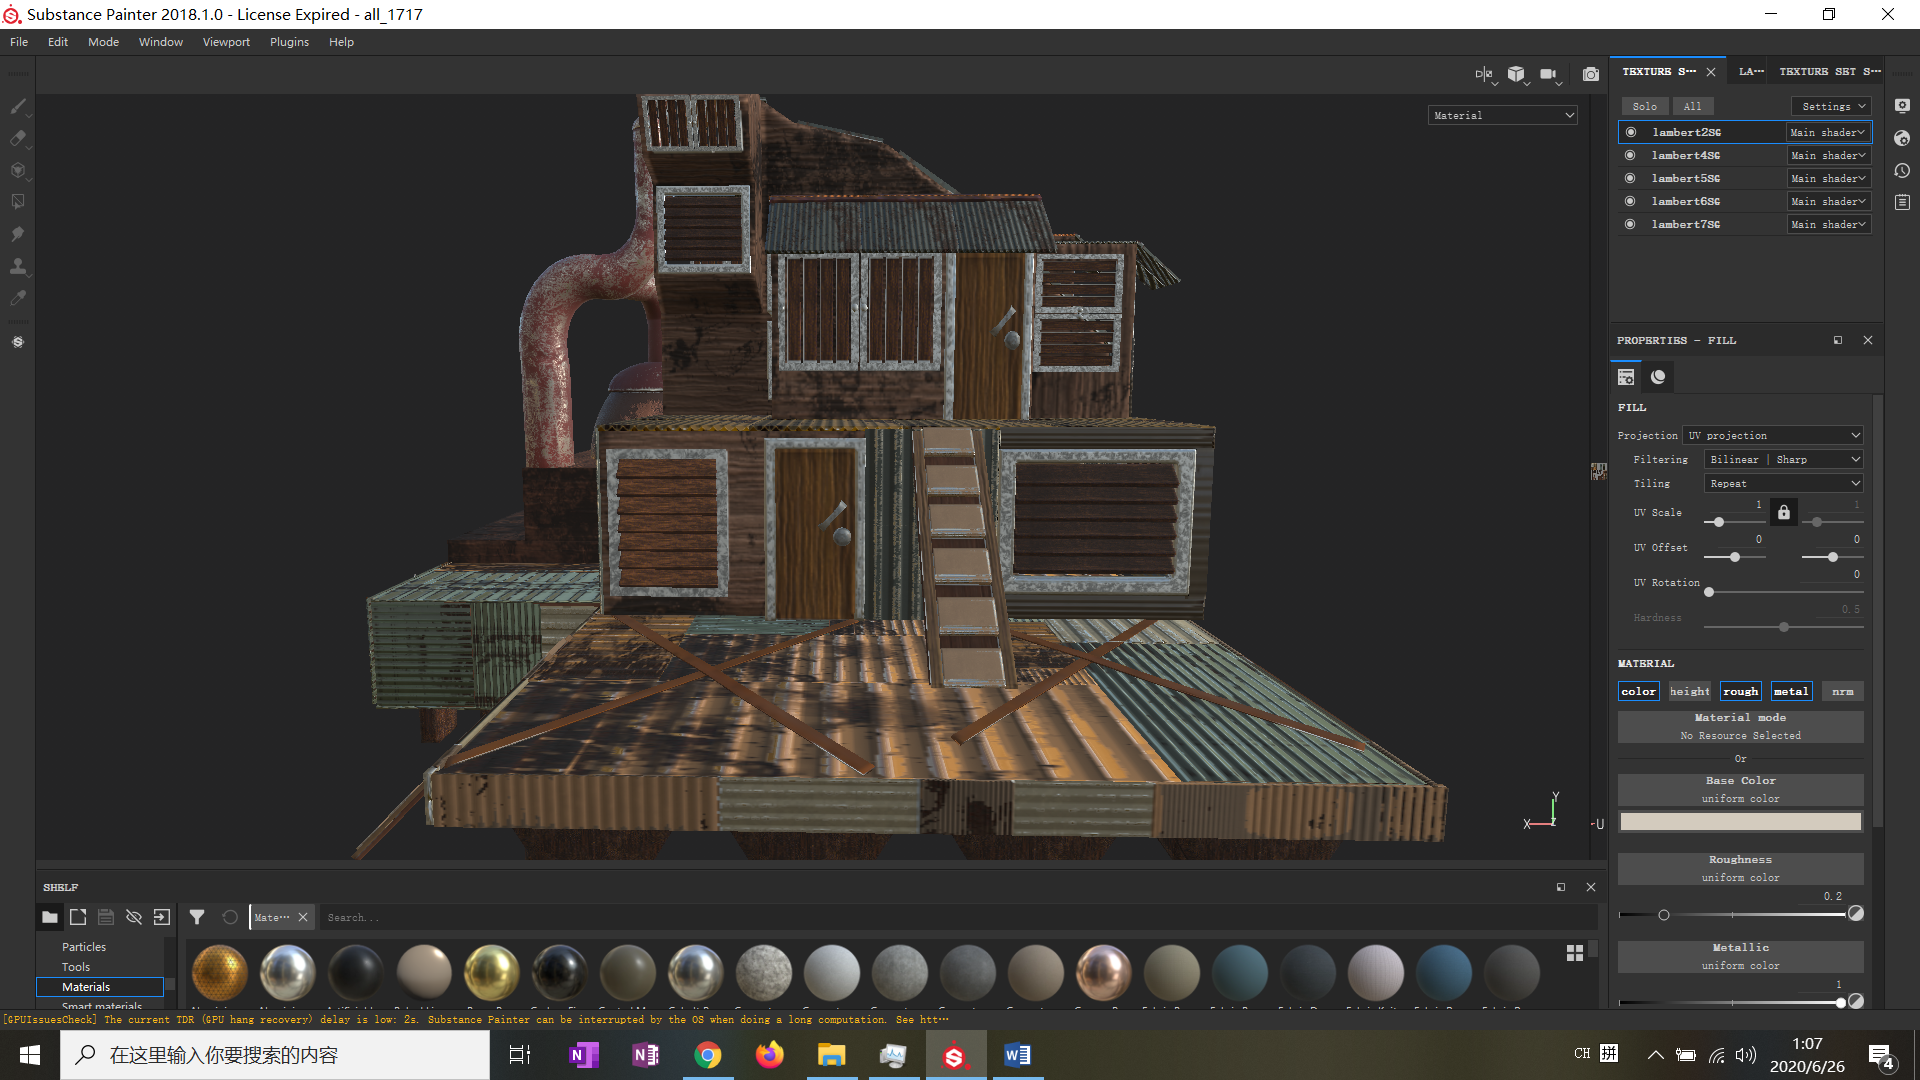 Substance Painter 2018.1.0 - License Expired - all_1717
File Edit Mode Window Viewport Plugins Help
TEXTURE S··· LA··· TEXTURE SET S···
Solo All Settings
Material
lambert2SG Main shader
lambert4SG Main shader
lambert5SG Main shader
lambert6SG Main shader
lambert7SG Main shader
PROPERTIES - FILL
FILL
Projection UV projection
Filtering Bilinear | Sharp
Tiling Repeat
UV Scale 1 1
UV Offset 0 0
UV Rotation 0
Hardness 0.5
MATERIAL
color height rough metal nrm
Material mode
No Resource Selected
Or
Base Color
uniform color
Roughness
uniform color
0.2
Metallic
uniform color
1
Y
X Z
U
SHELF
Mate··· Search...
Particles
Tools
Materials
Smart materials
[GPUIssuesCheck] The current TDR (GPU hang recovery) delay is low: 2s. Substance Painter can be interrupted by the OS when doing a long computation. See htt···
在这里输入你要搜索的内容
CH 拼
1:07
2020/6/26
4